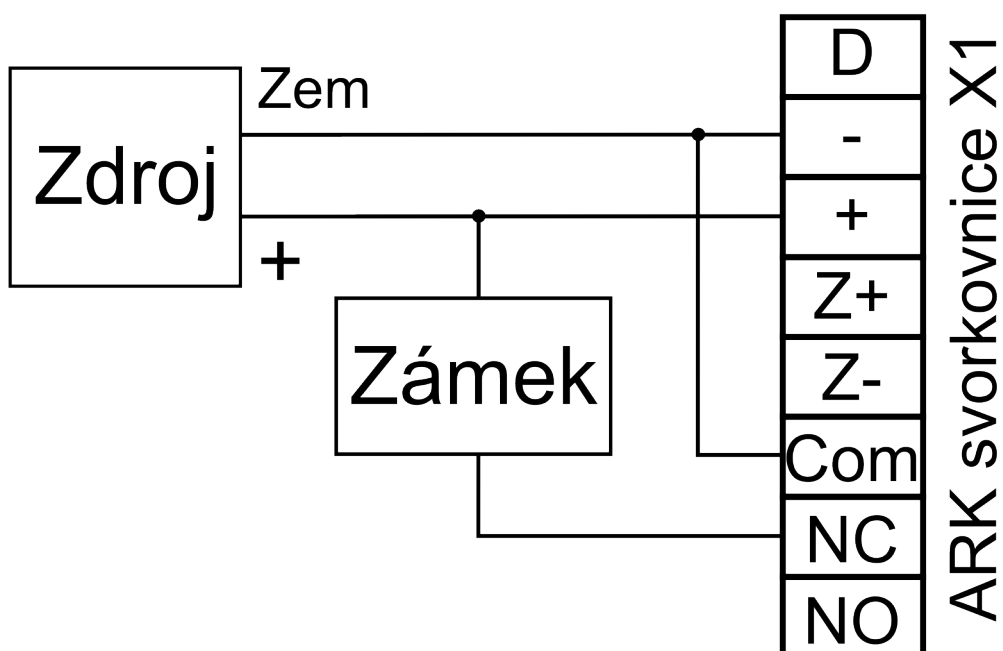 Zdroj
Zem
+
Zámek
D
-
+
Z+
Z-
Com
NC
NO
ARK svorkovnice X1